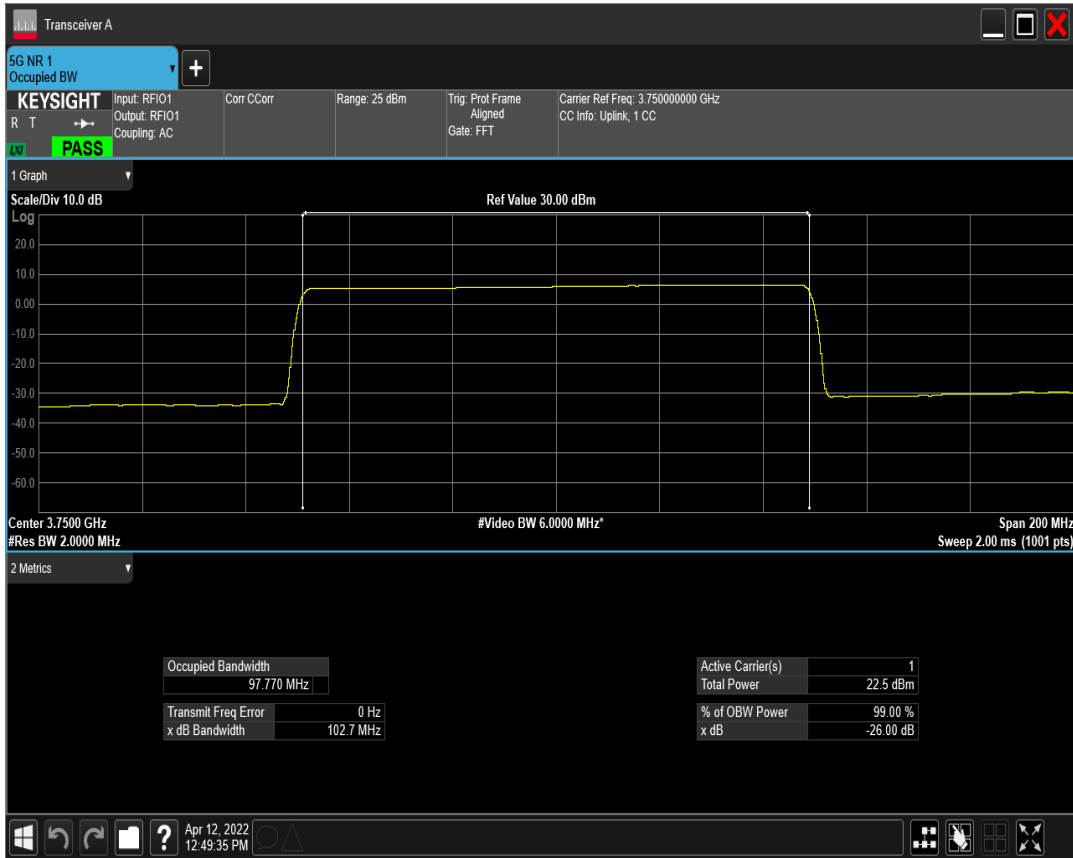 Transceiver A
5G NR 1
Occupied BW
KEYSIGHT
R T
LXI
PASS
Input: RFIO1
Output: RFIO1
Coupling: AC
Corr CCorr
Range: 25 dBm
Trig: Prot Frame
Aligned
Gate: FFT
Carrier Ref Freq: 3.750000000 GHz
CC Info: Uplink, 1 CC
1 Graph
Scale/Div 10.0 dB
Ref Value 30.00 dBm
Log
20.0
10.0
0.00
-10.0
-20.0
-30.0
-40.0
-50.0
-60.0
Center 3.7500 GHz
#Video BW 6.0000 MHz*
Span 200 MHz
#Res BW 2.0000 MHz
Sweep 2.00 ms (1001 pts)
2 Metrics
Occupied Bandwidth
97.770 MHz
Transmit Freq Error 0 Hz
x dB Bandwidth 102.7 MHz
Active Carrier(s) 1
Total Power 22.5 dBm
% of OBW Power 99.00 %
x dB -26.00 dB
?
Apr 12, 2022
12:49:35 PM